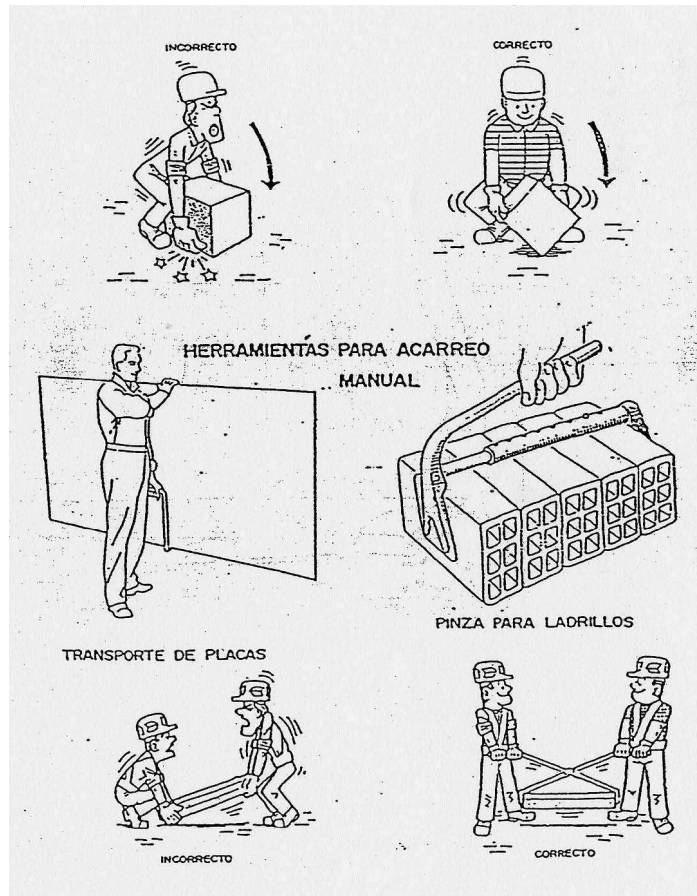 INCORRECTO
CORRECTO
HERRAMIENTAS PARA ACARREO
MANUAL
PINZA PARA LADRILLOS
TRANSPORTE DE PLACAS
INCORRECTO
CORRECTO